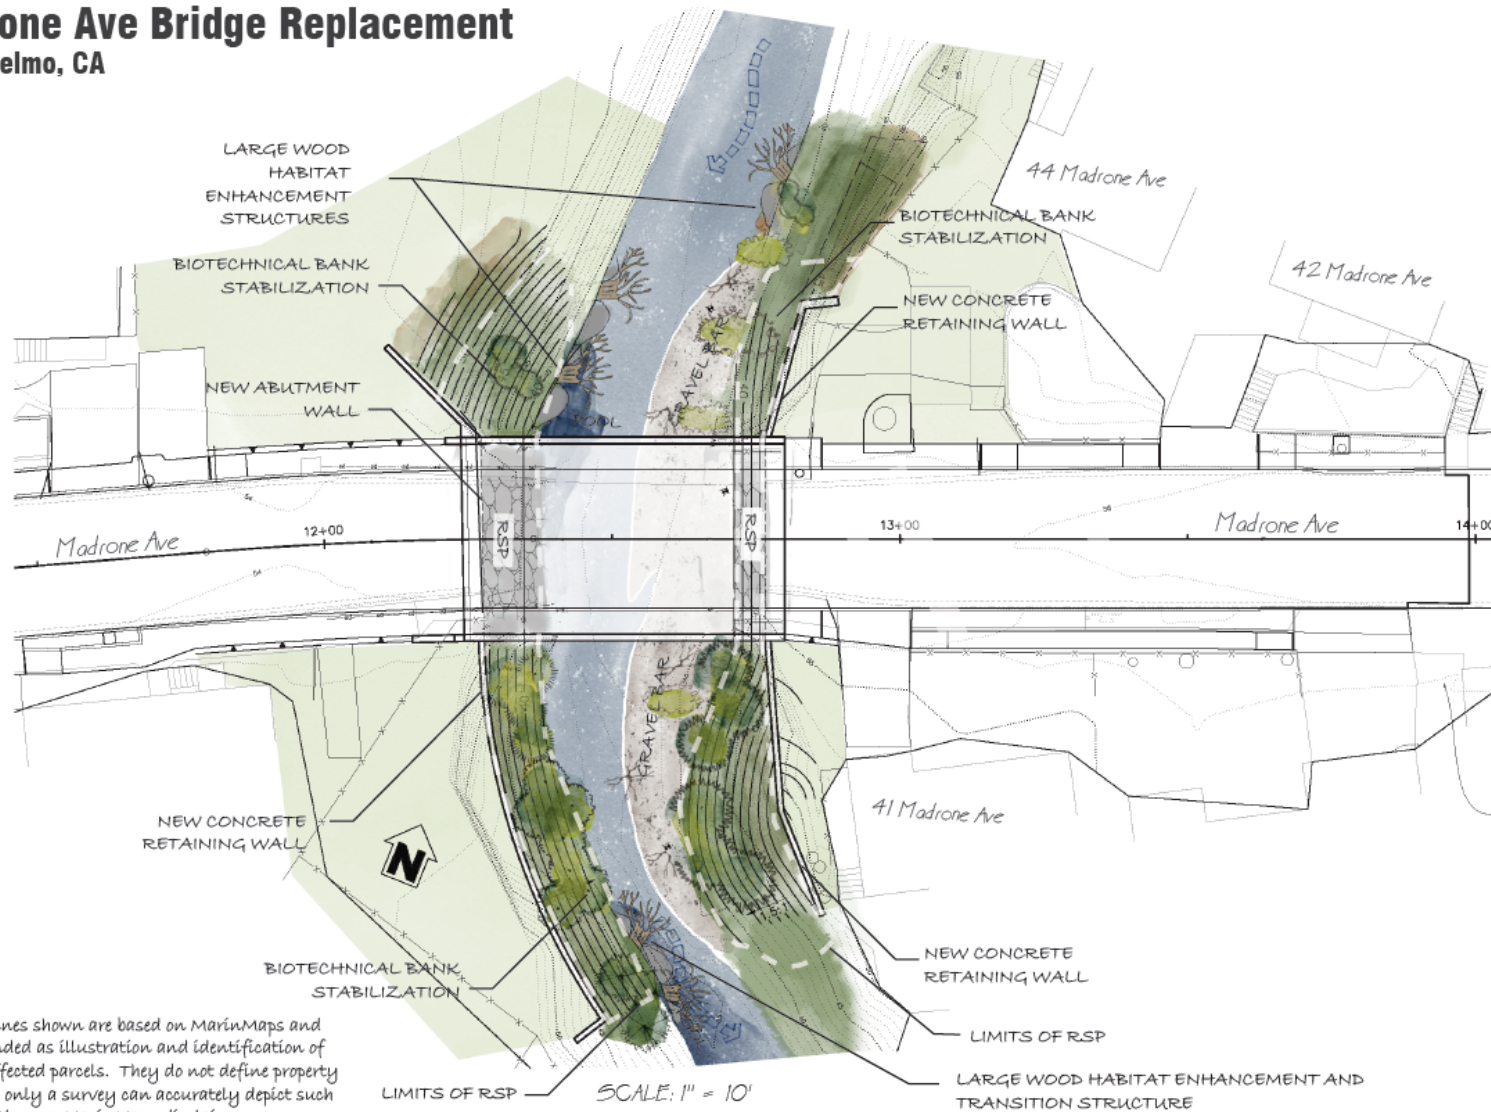 one Ave Bridge Replacement
elmo, CA
LARGE WOOD
HABITAT
ENHANCEMENT
STRUCTURES
44 Madrone Ave
BIOTECHNICAL BANK
STABILIZATION
BIOTECHNICAL BANK
STABILIZATION
42 Madrone Ave
NEW CONCRETE
RETAINING WALL
GRAVEL BAR
NEW ABUTMENT
WALL
POOL
Madrone Ave
12+00
RSP
RSP
13+00
Madrone Ave
14+00
GRAVEL BAR
NEW CONCRETE
RETAINING WALL
N
41 Madrone Ave
1.5:1
BIOTECHNICAL BANK
STABILIZATION
NEW CONCRETE
RETAINING WALL
LIMITS OF RSP
nes shown are based on MarinMaps and
ded as illustration and identification of
fected parcels. They do not define property
only a survey can accurately depict such
LIMITS OF RSP
SCALE: 1" = 10'
LARGE WOOD HABITAT ENHANCEMENT AND
TRANSITION STRUCTURE